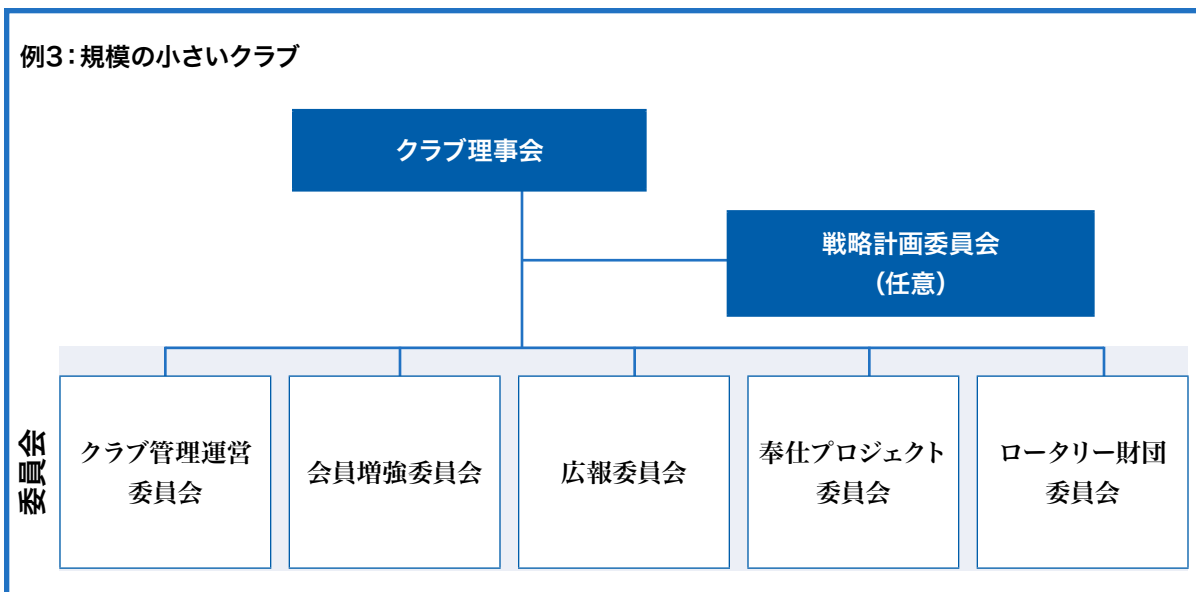 例3：規模の小さいクラブ
クラブ理事会
戦略計画委員会
（任意）
委員会
クラブ管理運営
委員会
会員増強委員会
広報委員会
奉仕プロジェクト
委員会
ロータリー財団
委員会